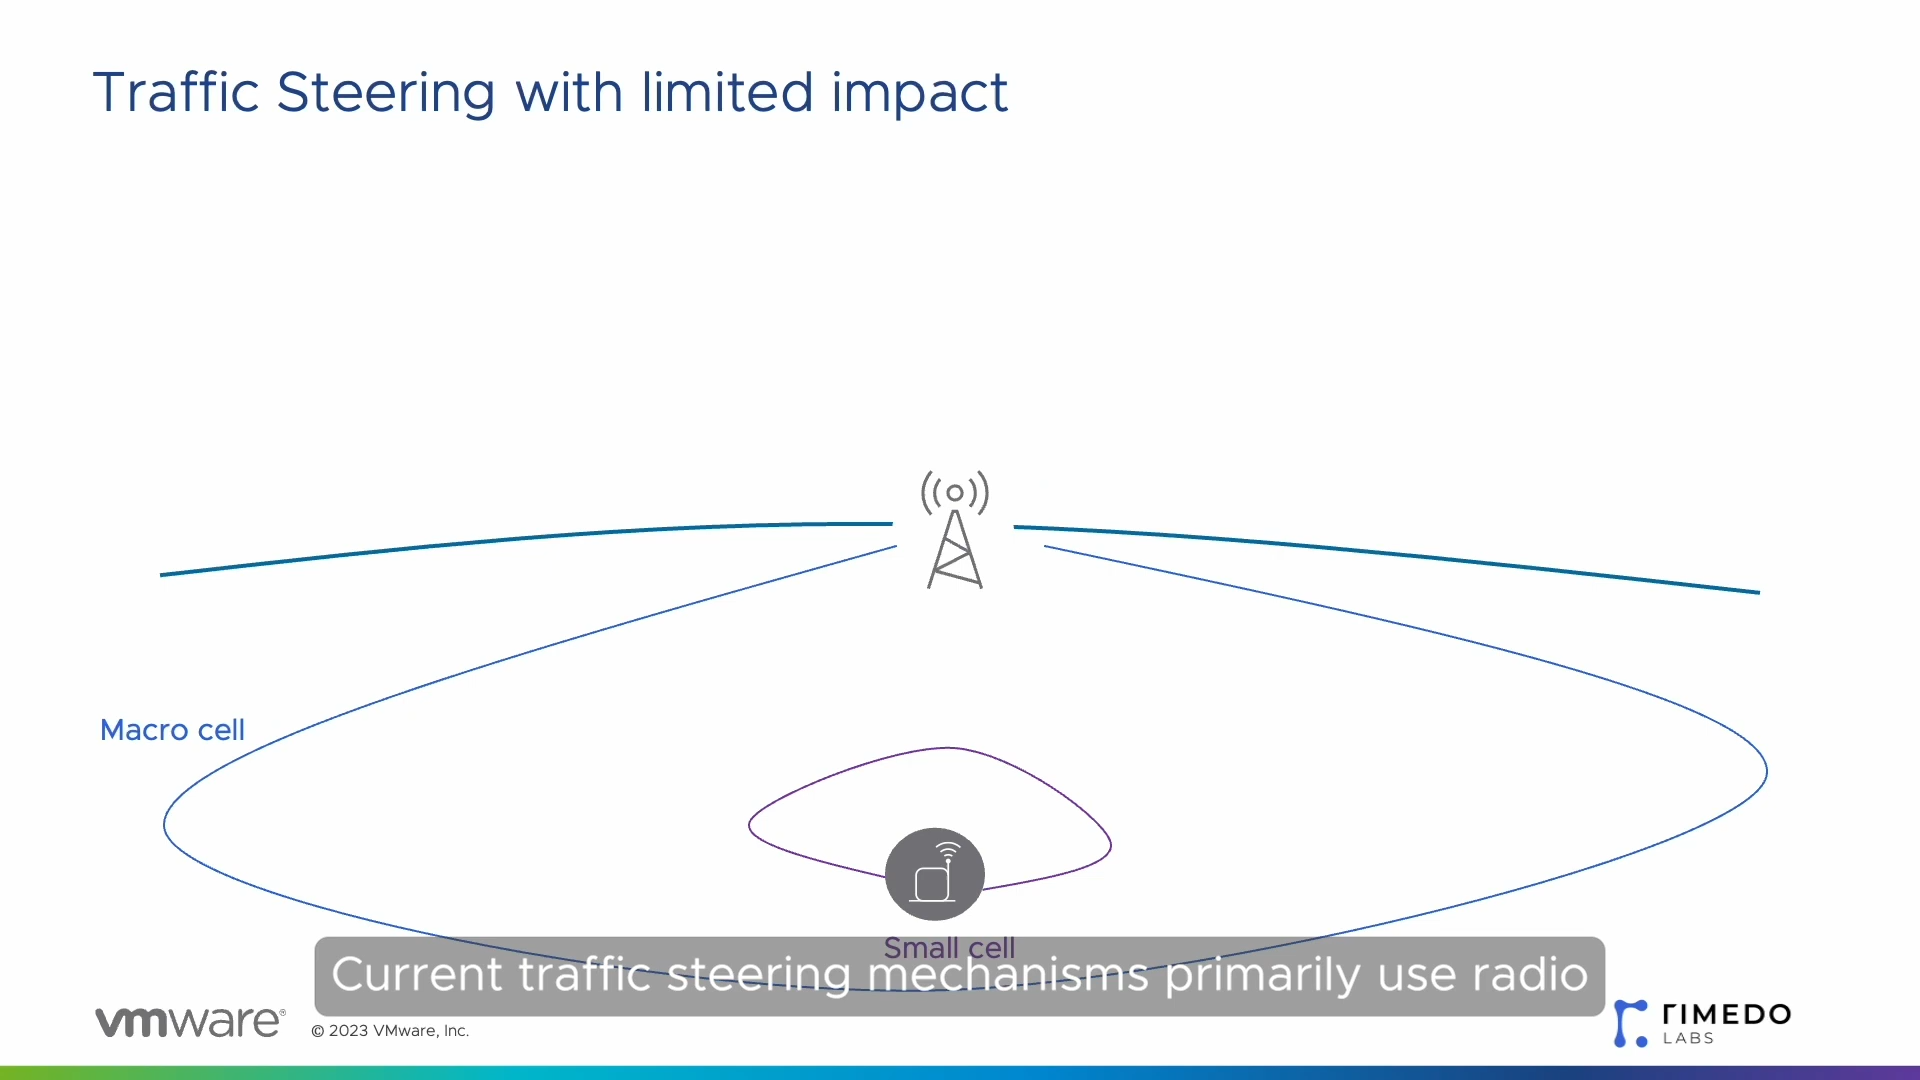 Traffic Steering with limited impact
Macro cell
Small cell
Current traffic steering mechanisms primarily use radio
vmware®
© 2023 VMware, Inc.
rIMEDO
LABS